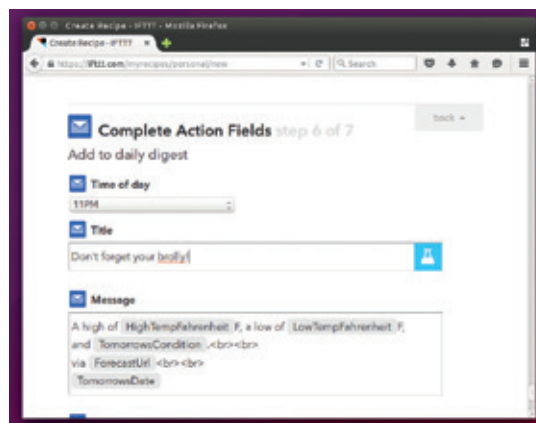 Create Recipe - IFTTT - Mozilla Firefox
Create Recipe - IFTTT
https://ifttt.com/myrecipes/personal/new
Search
back
Complete Action Fields step 6 of 7
Add to daily digest
Time of day
11PM
Title
Don't forget your brolly!
Message
A high of HighTempFahrenheit F, a low of LowTempFahrenheit F,
and TomorrowsCondition .<br><br>
via ForecastUrl <br><br>
TomorrowsDate